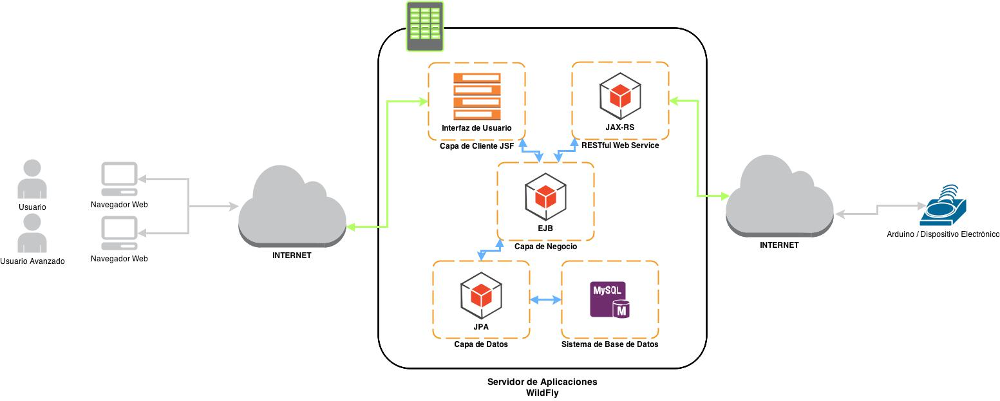 Interfaz de Usuario
Capa de Cliente JSF
JAX-RS
RESTful Web Service
Usuario
Navegador Web
Usuario Avanzado
Navegador Web
INTERNET
EJB
Capa de Negocio
INTERNET
Arduino / Dispositivo Electrónico
JPA
Capa de Datos
MySQL
M
Sistema de Base de Datos
Servidor de Aplicaciones
WildFly